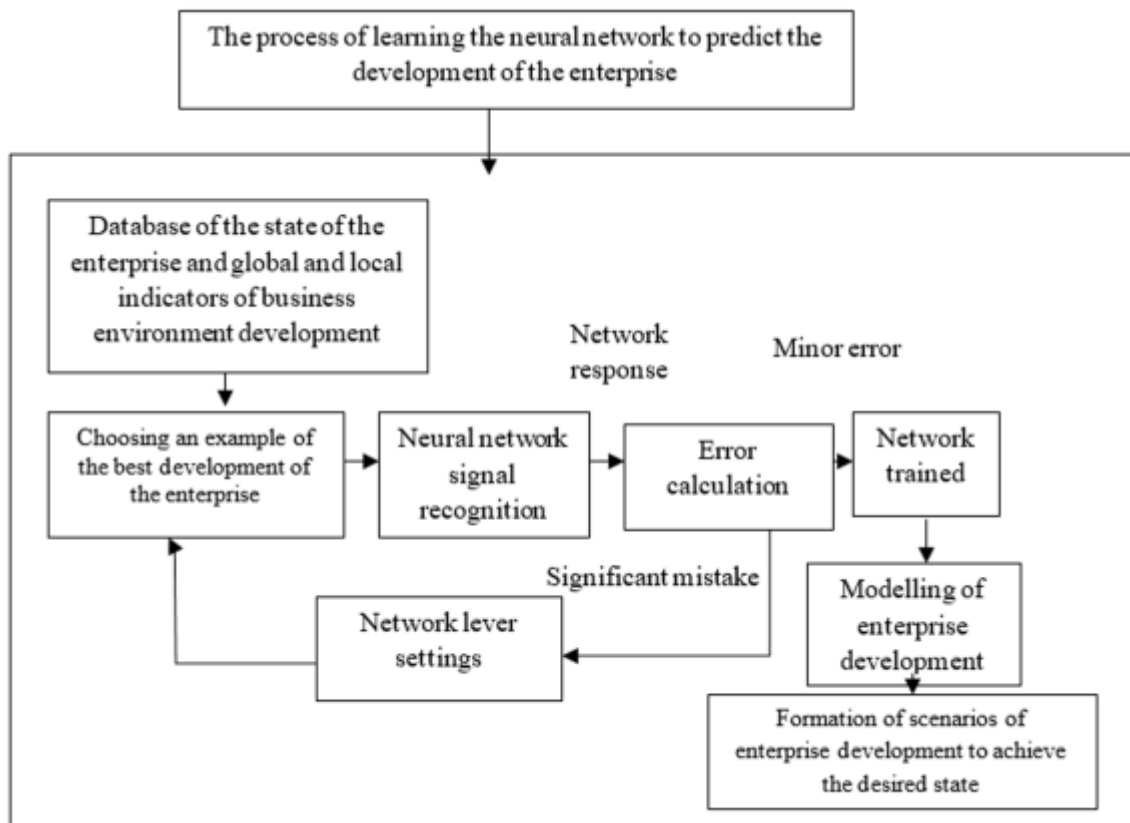 The process of learning the neural network to predict the
development of the enterprise
Database of the state of the
enterprise and global and local
indicators of business
environment development
Network
response
Minor error
Choosing an example of
the best development of
the enterprise
Neural network
signal
recognition
Error
calculation
Network
trained
Significant mistake
Network lever
settings
Modelling of
enterprise
development
Formation of scenarios of
enterprise development to achieve
the desired state